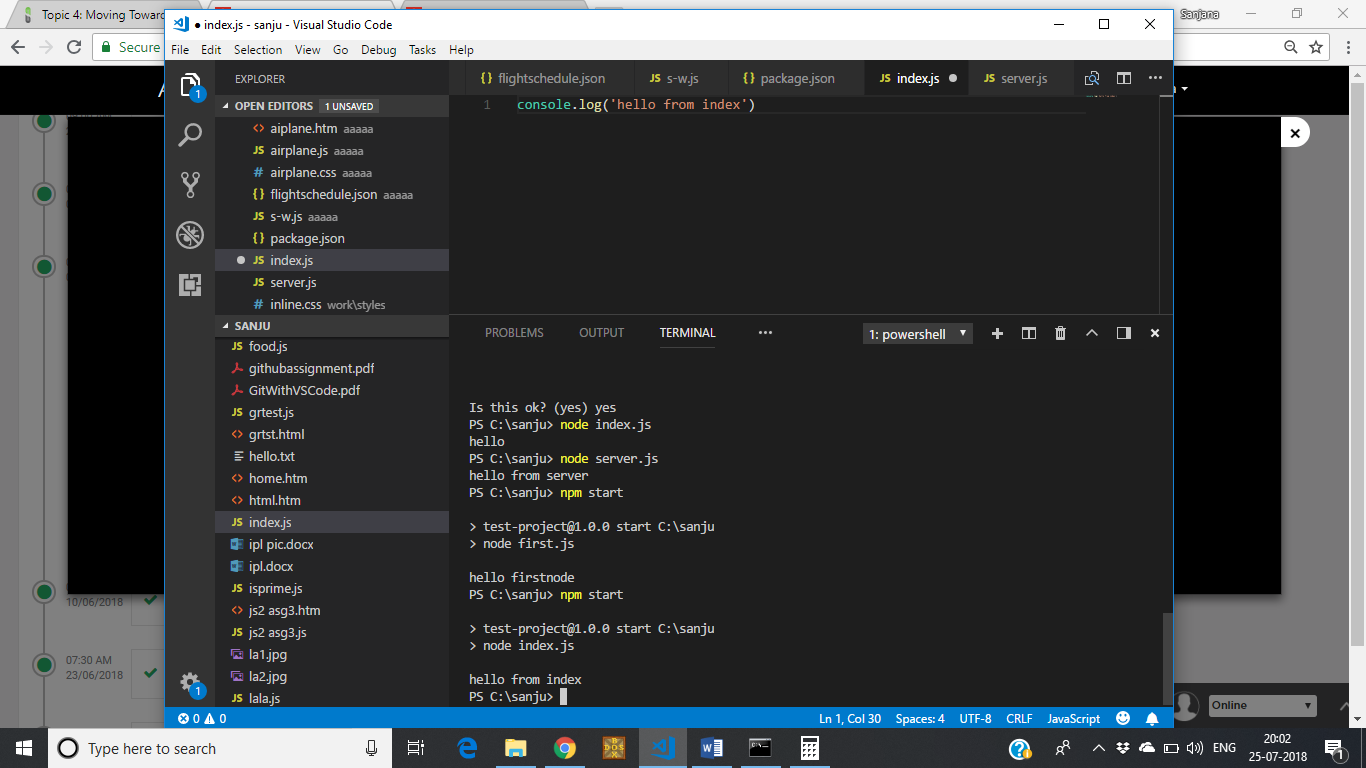 Topic 4: Moving Toward
Sanjana
Secure
● index.js - sanju - Visual Studio Code
File Edit Selection View Go Debug Tasks Help
EXPLORER
OPEN EDITORS 1 UNSAVED
aiplane.htm aaaaa
airplane.js aaaaa
airplane.css aaaaa
flightschedule.json aaaaa
s-w.js aaaaa
package.json
index.js
server.js
inline.css work\styles
SANJU
food.js
githubassignment.pdf
GitWithVSCode.pdf
grtest.js
grtst.html
hello.txt
home.htm
html.htm
index.js
ipl pic.docx
ipl.docx
isprime.js
js2 asg3.htm
js2 asg3.js
la1.jpg
la2.jpg
lala.js
flightschedule.json s-w.js package.json index.js server.js
1 console.log('hello from index')
PROBLEMS OUTPUT TERMINAL ••• 1: powershell
Is this ok? (yes) yes
PS C:\sanju> node index.js
hello
PS C:\sanju> node server.js
hello from server
PS C:\sanju> npm start
> test-project@1.0.0 start C:\sanju
> node first.js
hello firstnode
PS C:\sanju> npm start
> test-project@1.0.0 start C:\sanju
> node index.js
hello from index
PS C:\sanju>
10/06/2018
07:30 AM
23/06/2018
Online
0 0 Ln 1, Col 30 Spaces: 4 UTF-8 CRLF JavaScript
Type here to search
ENG
20:02
25-07-2018